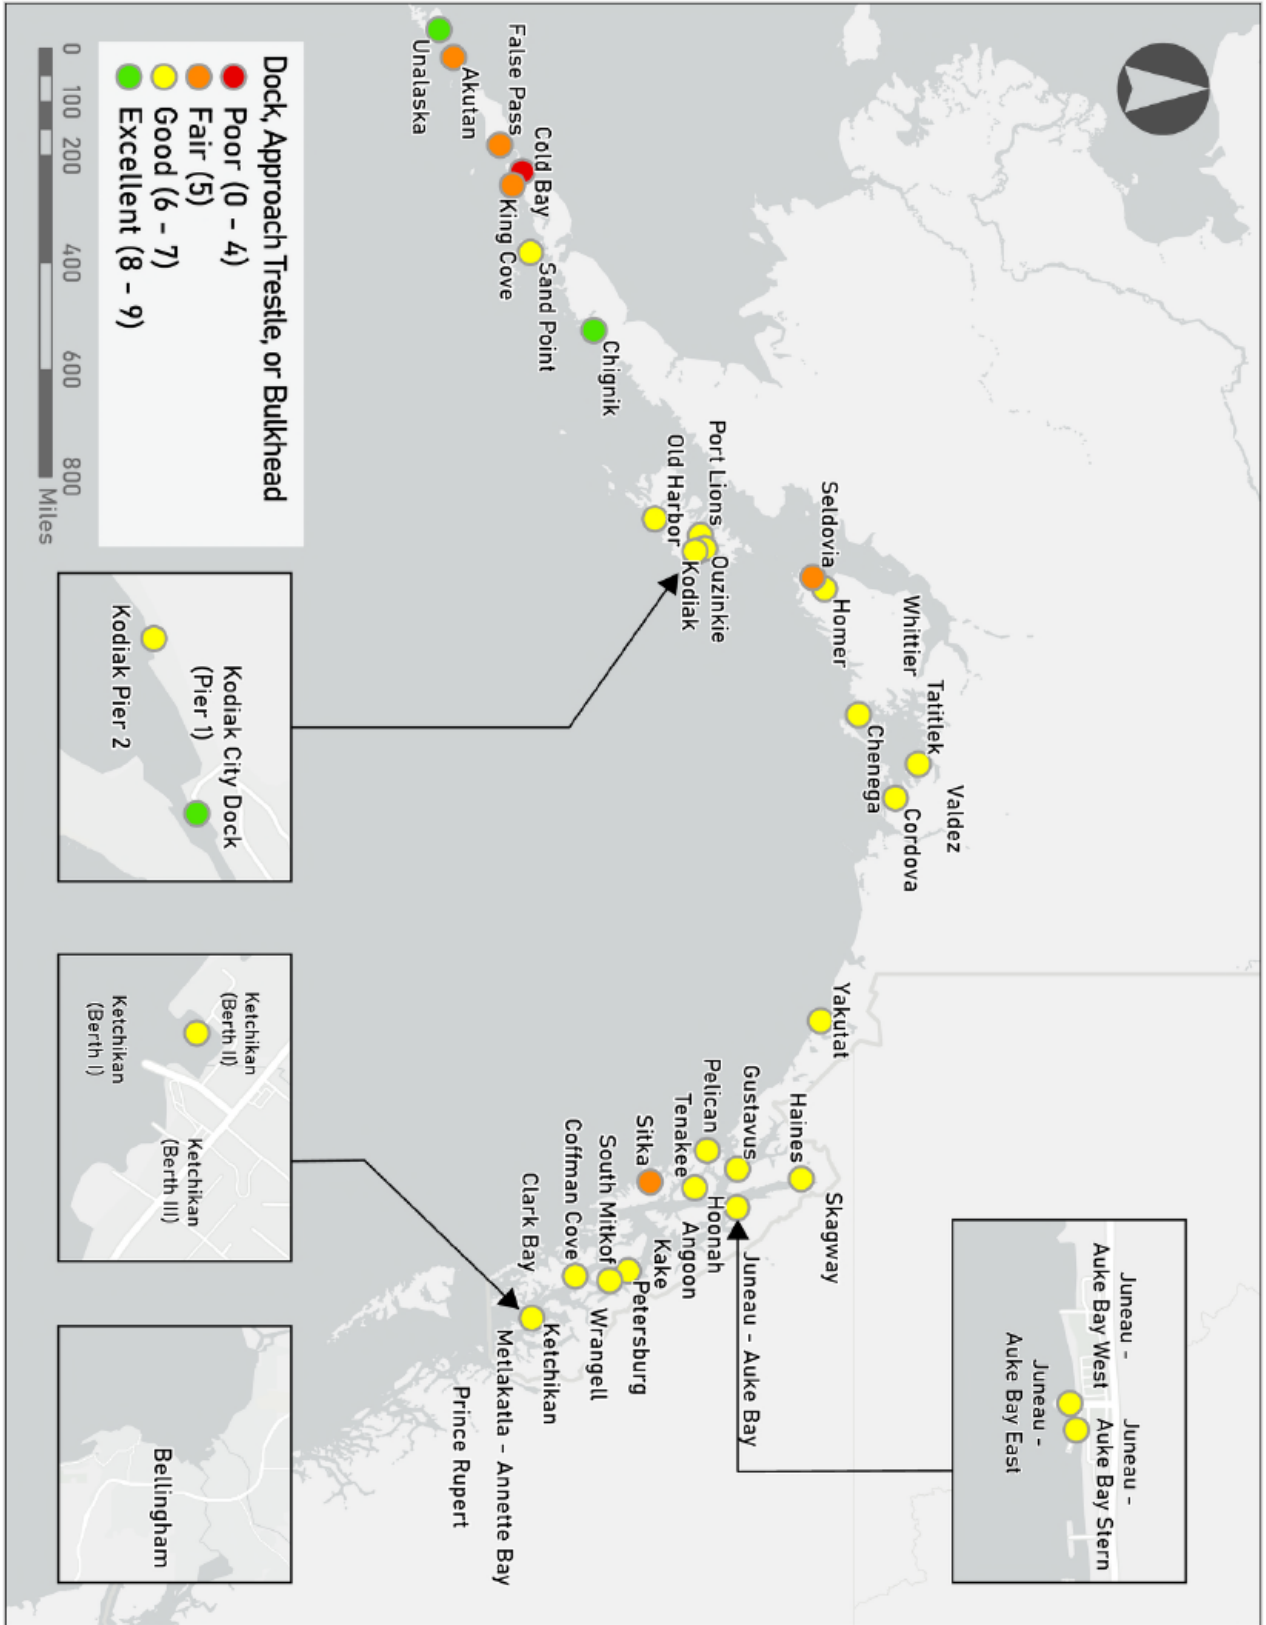 Unalaska
Akutan
False Pass
Cold Bay
King Cove
Sand Point
Chignik
Port Lions
Old Harbor
Ouzinkie
Kodiak
Seldovia
Homer
Whittier
Tatitlek
Chenega
Valdez
Cordova
Yakutat
Haines
Skagway
Gustavus
Pelican
Tenakee
Hoonah
Angoon
Juneau – Auke Bay
Sitka
Kake
South Mitkof
Petersburg
Coffman Cove
Wrangell
Clark Bay
Ketchikan
Metlakatla – Annette Bay
Prince Rupert
Juneau –
Auke Bay West
Juneau –
Auke Bay Stern
Juneau –
Auke Bay East
Dock, Approach Trestle, or Bulkhead
Poor (0 – 4)
Fair (5)
Good (6 – 7)
Excellent (8 – 9)
0 100 200 400 600 800
Miles
Kodiak City Dock
(Pier 1)
Kodiak Pier 2
Ketchikan
(Berth II)
Ketchikan
(Berth III)
Ketchikan
(Berth I)
Bellingham